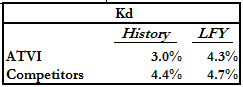 Kd
History LFY
ATVI 3.0% 4.3%
Competitors 4.4% 4.7%